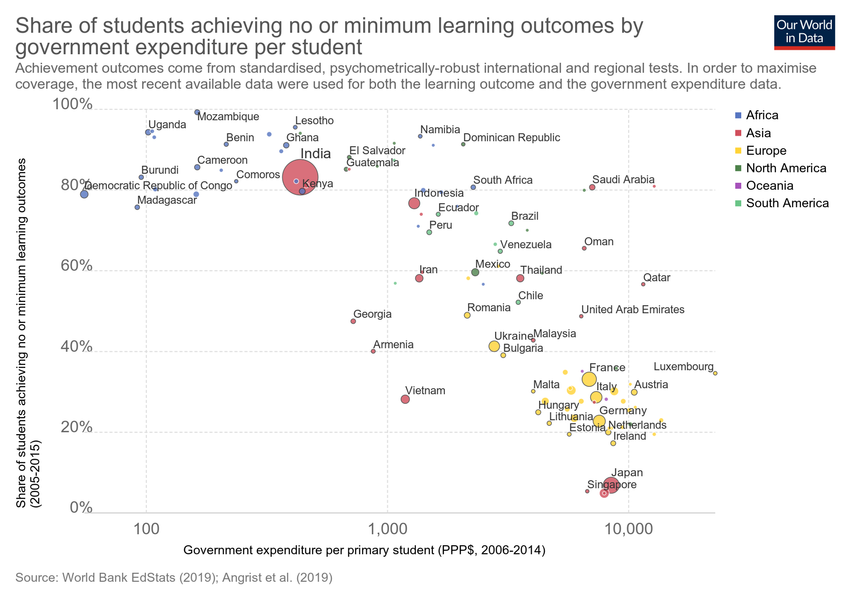 Share of students achieving no or minimum learning outcomes by
government expenditure per student
Our World
in Data
Achievement outcomes come from standardised, psychometrically-robust international and regional tests. In order to maximise
coverage, the most recent available data were used for both the learning outcome and the government expenditure data.
100%
80%
60%
40%
20%
0%
Share of students achieving no or minimum learning outcomes
(2005-2015)
Mozambique
Uganda
Lesotho
Benin
Ghana
Namibia
Dominican Republic
India
El Salvador
Guatemala
Cameroon
Burundi
Comoros
Kenya
Democratic Republic of Congo
Madagascar
South Africa
Saudi Arabia
Indonesia
Ecuador
Brazil
Peru
Venezuela
Oman
Iran
Mexico
Thailand
Qatar
Chile
Romania
United Arab Emirates
Georgia
Armenia
Ukraine
Malaysia
Bulgaria
France
Luxembourg
Vietnam
Malta
Italy
Austria
Hungary
Germany
Lithuania
Estonia
Netherlands
Ireland
Japan
Singapore
100
1,000
10,000
Government expenditure per primary student (PPP$, 2006-2014)
Africa
Asia
Europe
North America
Oceania
South America
Source: World Bank EdStats (2019); Angrist et al. (2019)